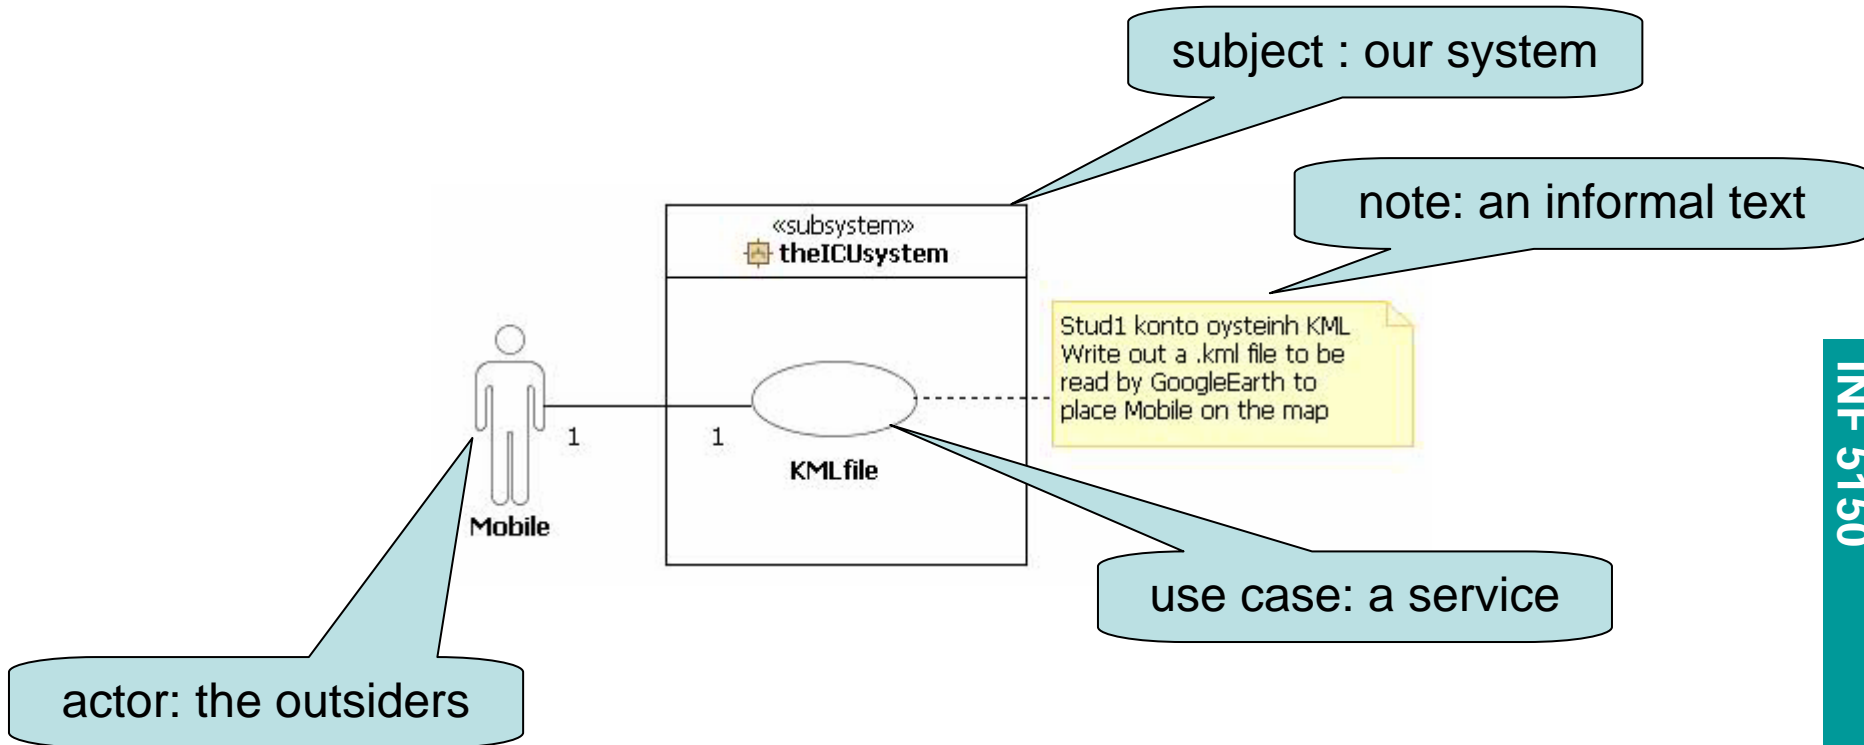 subject : our system
note: an informal text
«subsystem»
theICUsystem
Stud1 konto oysteinh KML
Write out a .kml file to be
read by GoogleEarth to
place Mobile on the map
1
1
KMLfile
Mobile
use case: a service
actor: the outsiders
INF 5150